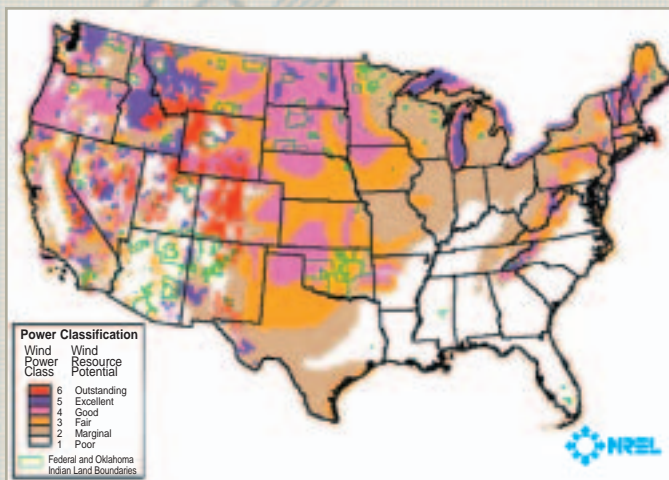 Power Classification
Wind Wind
Power Resource
Class Potential
6 Outstanding
5 Excellent
4 Good
3 Fair
2 Marginal
1 Poor
Federal and Oklahoma
Indian Land Boundaries
NREL